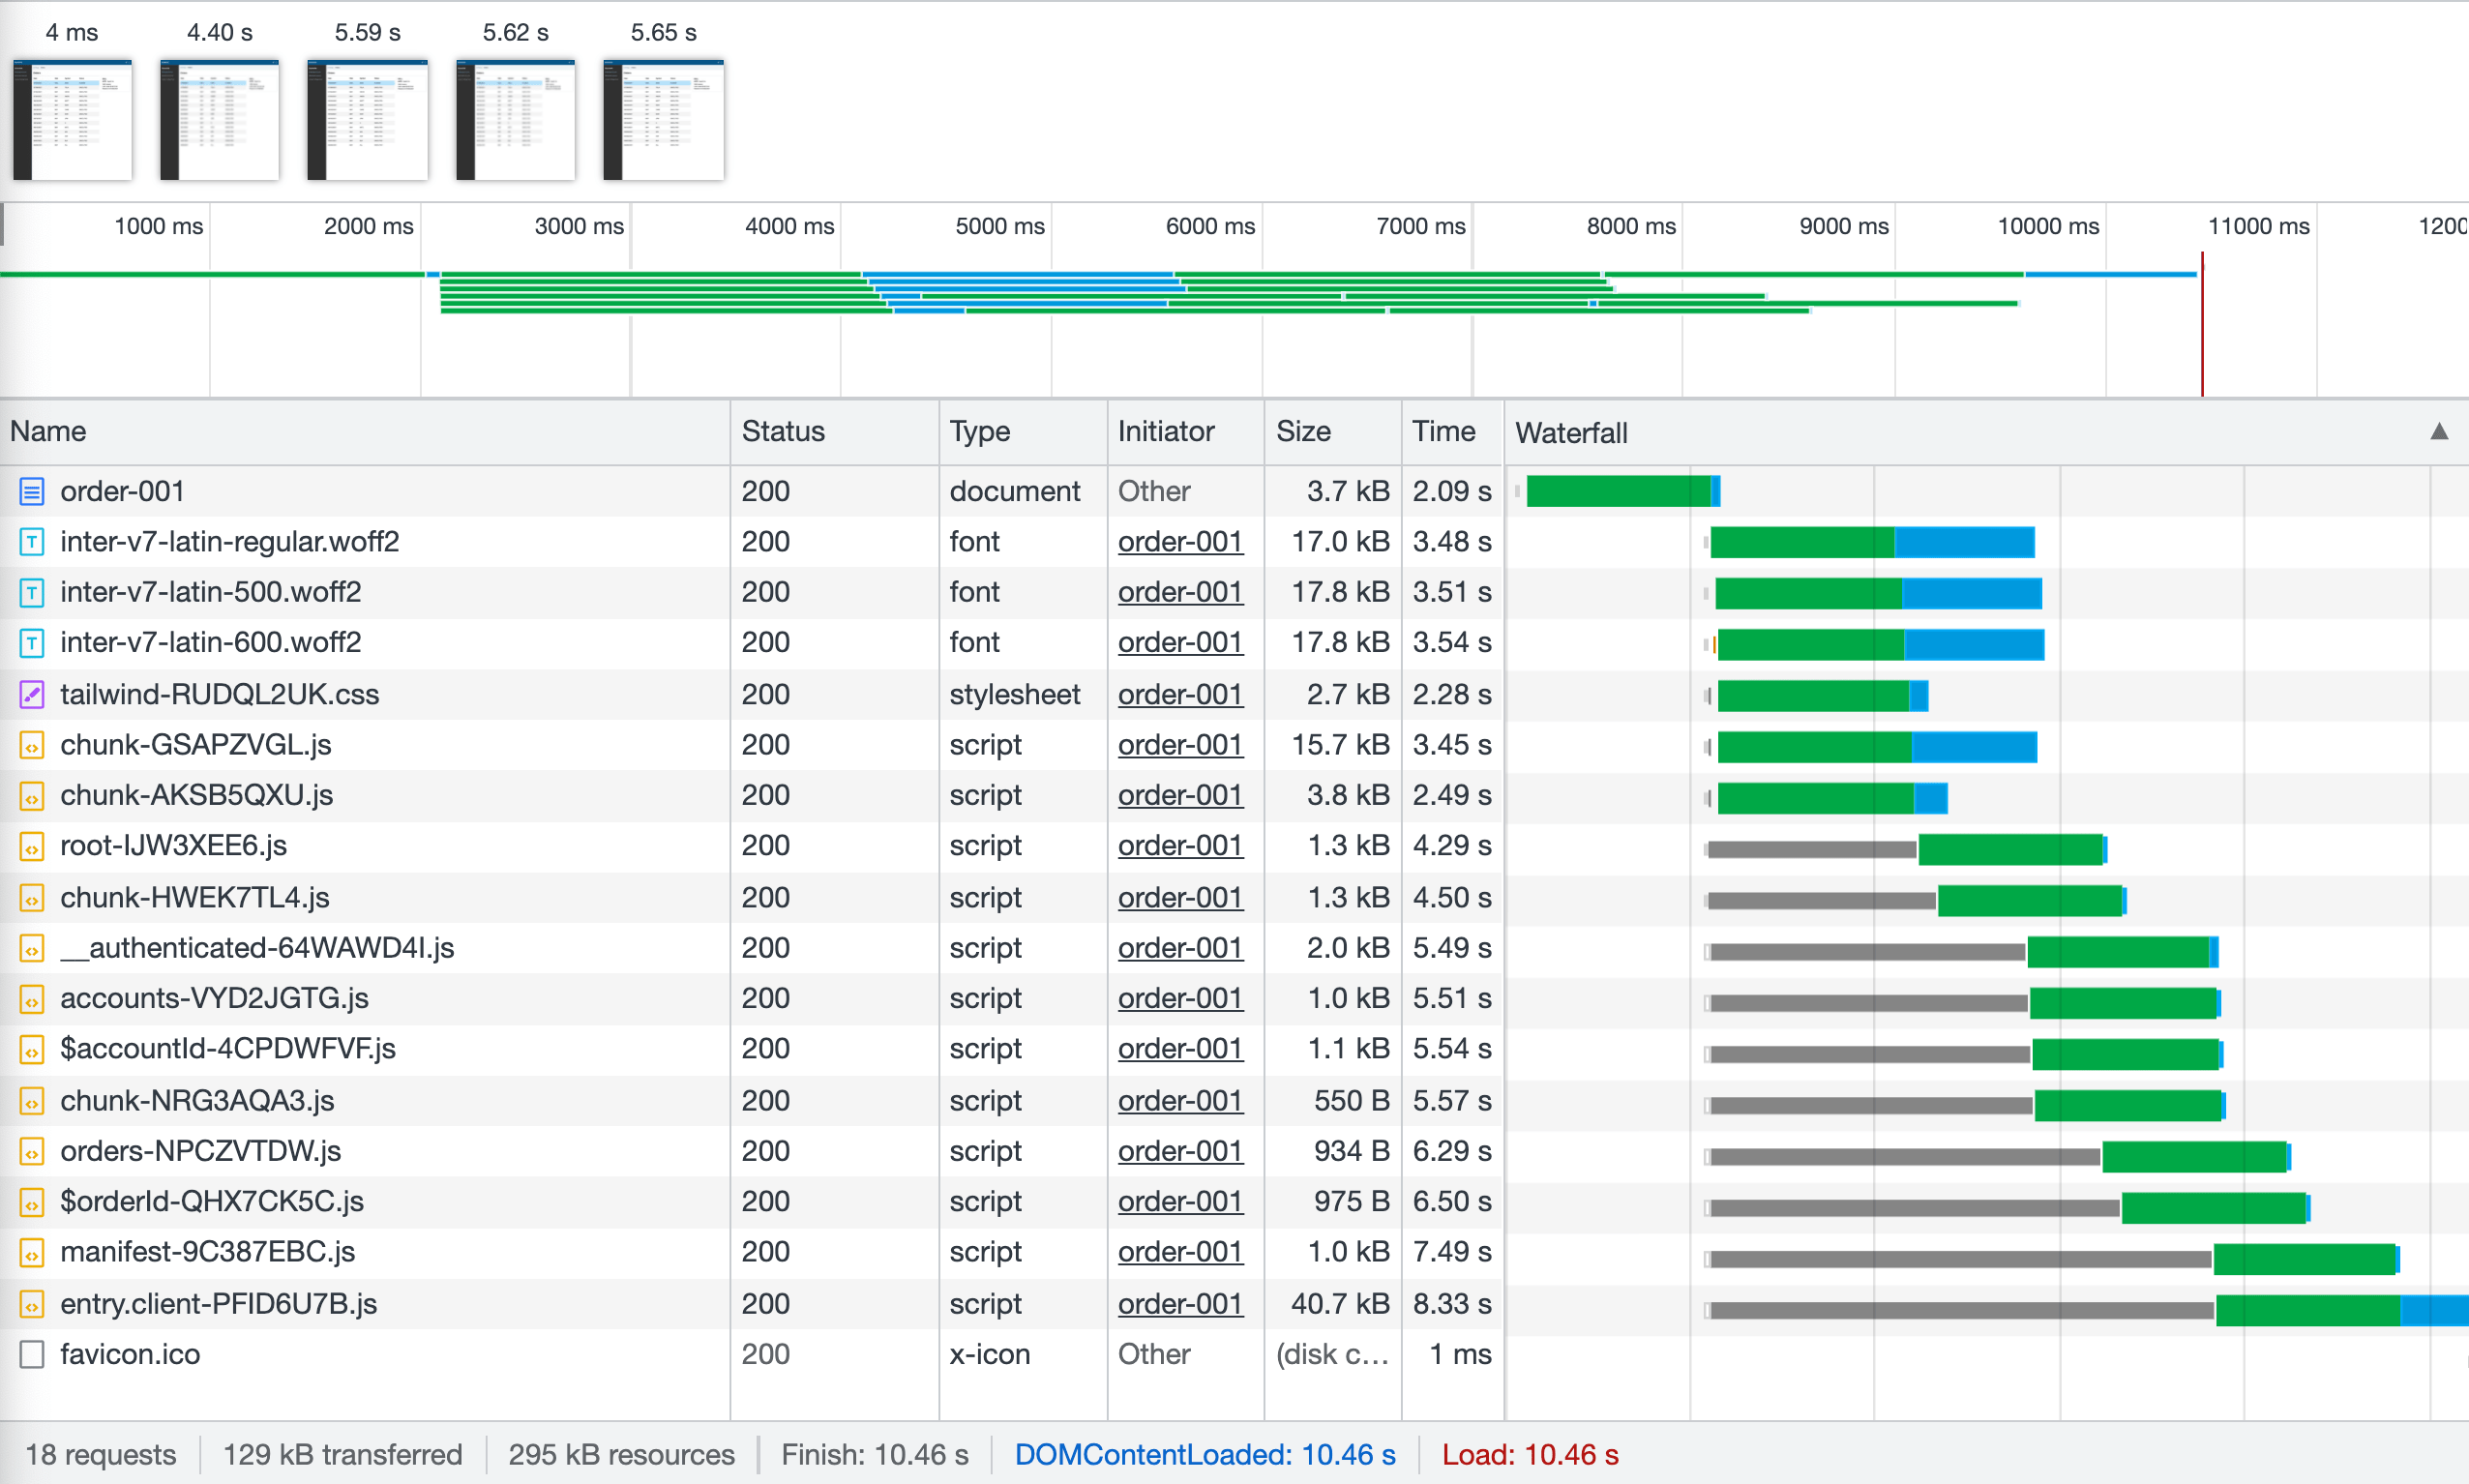 4 ms 4.40 s 5.59 s 5.62 s 5.65 s
1000 ms 2000 ms 3000 ms 4000 ms 5000 ms 6000 ms 7000 ms 8000 ms 9000 ms 10000 ms 11000 ms 1200
Name Status Type Initiator Size Time Waterfall ▲
order-001 200 document Other 3.7 kB 2.09 s
inter-v7-latin-regular.woff2 200 font order-001 17.0 kB 3.48 s
inter-v7-latin-500.woff2 200 font order-001 17.8 kB 3.51 s
inter-v7-latin-600.woff2 200 font order-001 17.8 kB 3.54 s
tailwind-RUDQL2UK.css 200 stylesheet order-001 2.7 kB 2.28 s
chunk-GSAPZVGL.js 200 script order-001 15.7 kB 3.45 s
chunk-AKSB5QXU.js 200 script order-001 3.8 kB 2.49 s
root-IJW3XEE6.js 200 script order-001 1.3 kB 4.29 s
chunk-HWEK7TL4.js 200 script order-001 1.3 kB 4.50 s
__authenticated-64WAWD4I.js 200 script order-001 2.0 kB 5.49 s
accounts-VYD2JGTG.js 200 script order-001 1.0 kB 5.51 s
$accountId-4CPDWFVF.js 200 script order-001 1.1 kB 5.54 s
chunk-NRG3AQA3.js 200 script order-001 550 B 5.57 s
orders-NPCZVTDW.js 200 script order-001 934 B 6.29 s
$orderId-QHX7CK5C.js 200 script order-001 975 B 6.50 s
manifest-9C387EBC.js 200 script order-001 1.0 kB 7.49 s
entry.client-PFID6U7B.js 200 script order-001 40.7 kB 8.33 s
favicon.ico 200 x-icon Other (disk c... 1 ms
18 requests 129 kB transferred 295 kB resources Finish: 10.46 s DOMContentLoaded: 10.46 s Load: 10.46 s